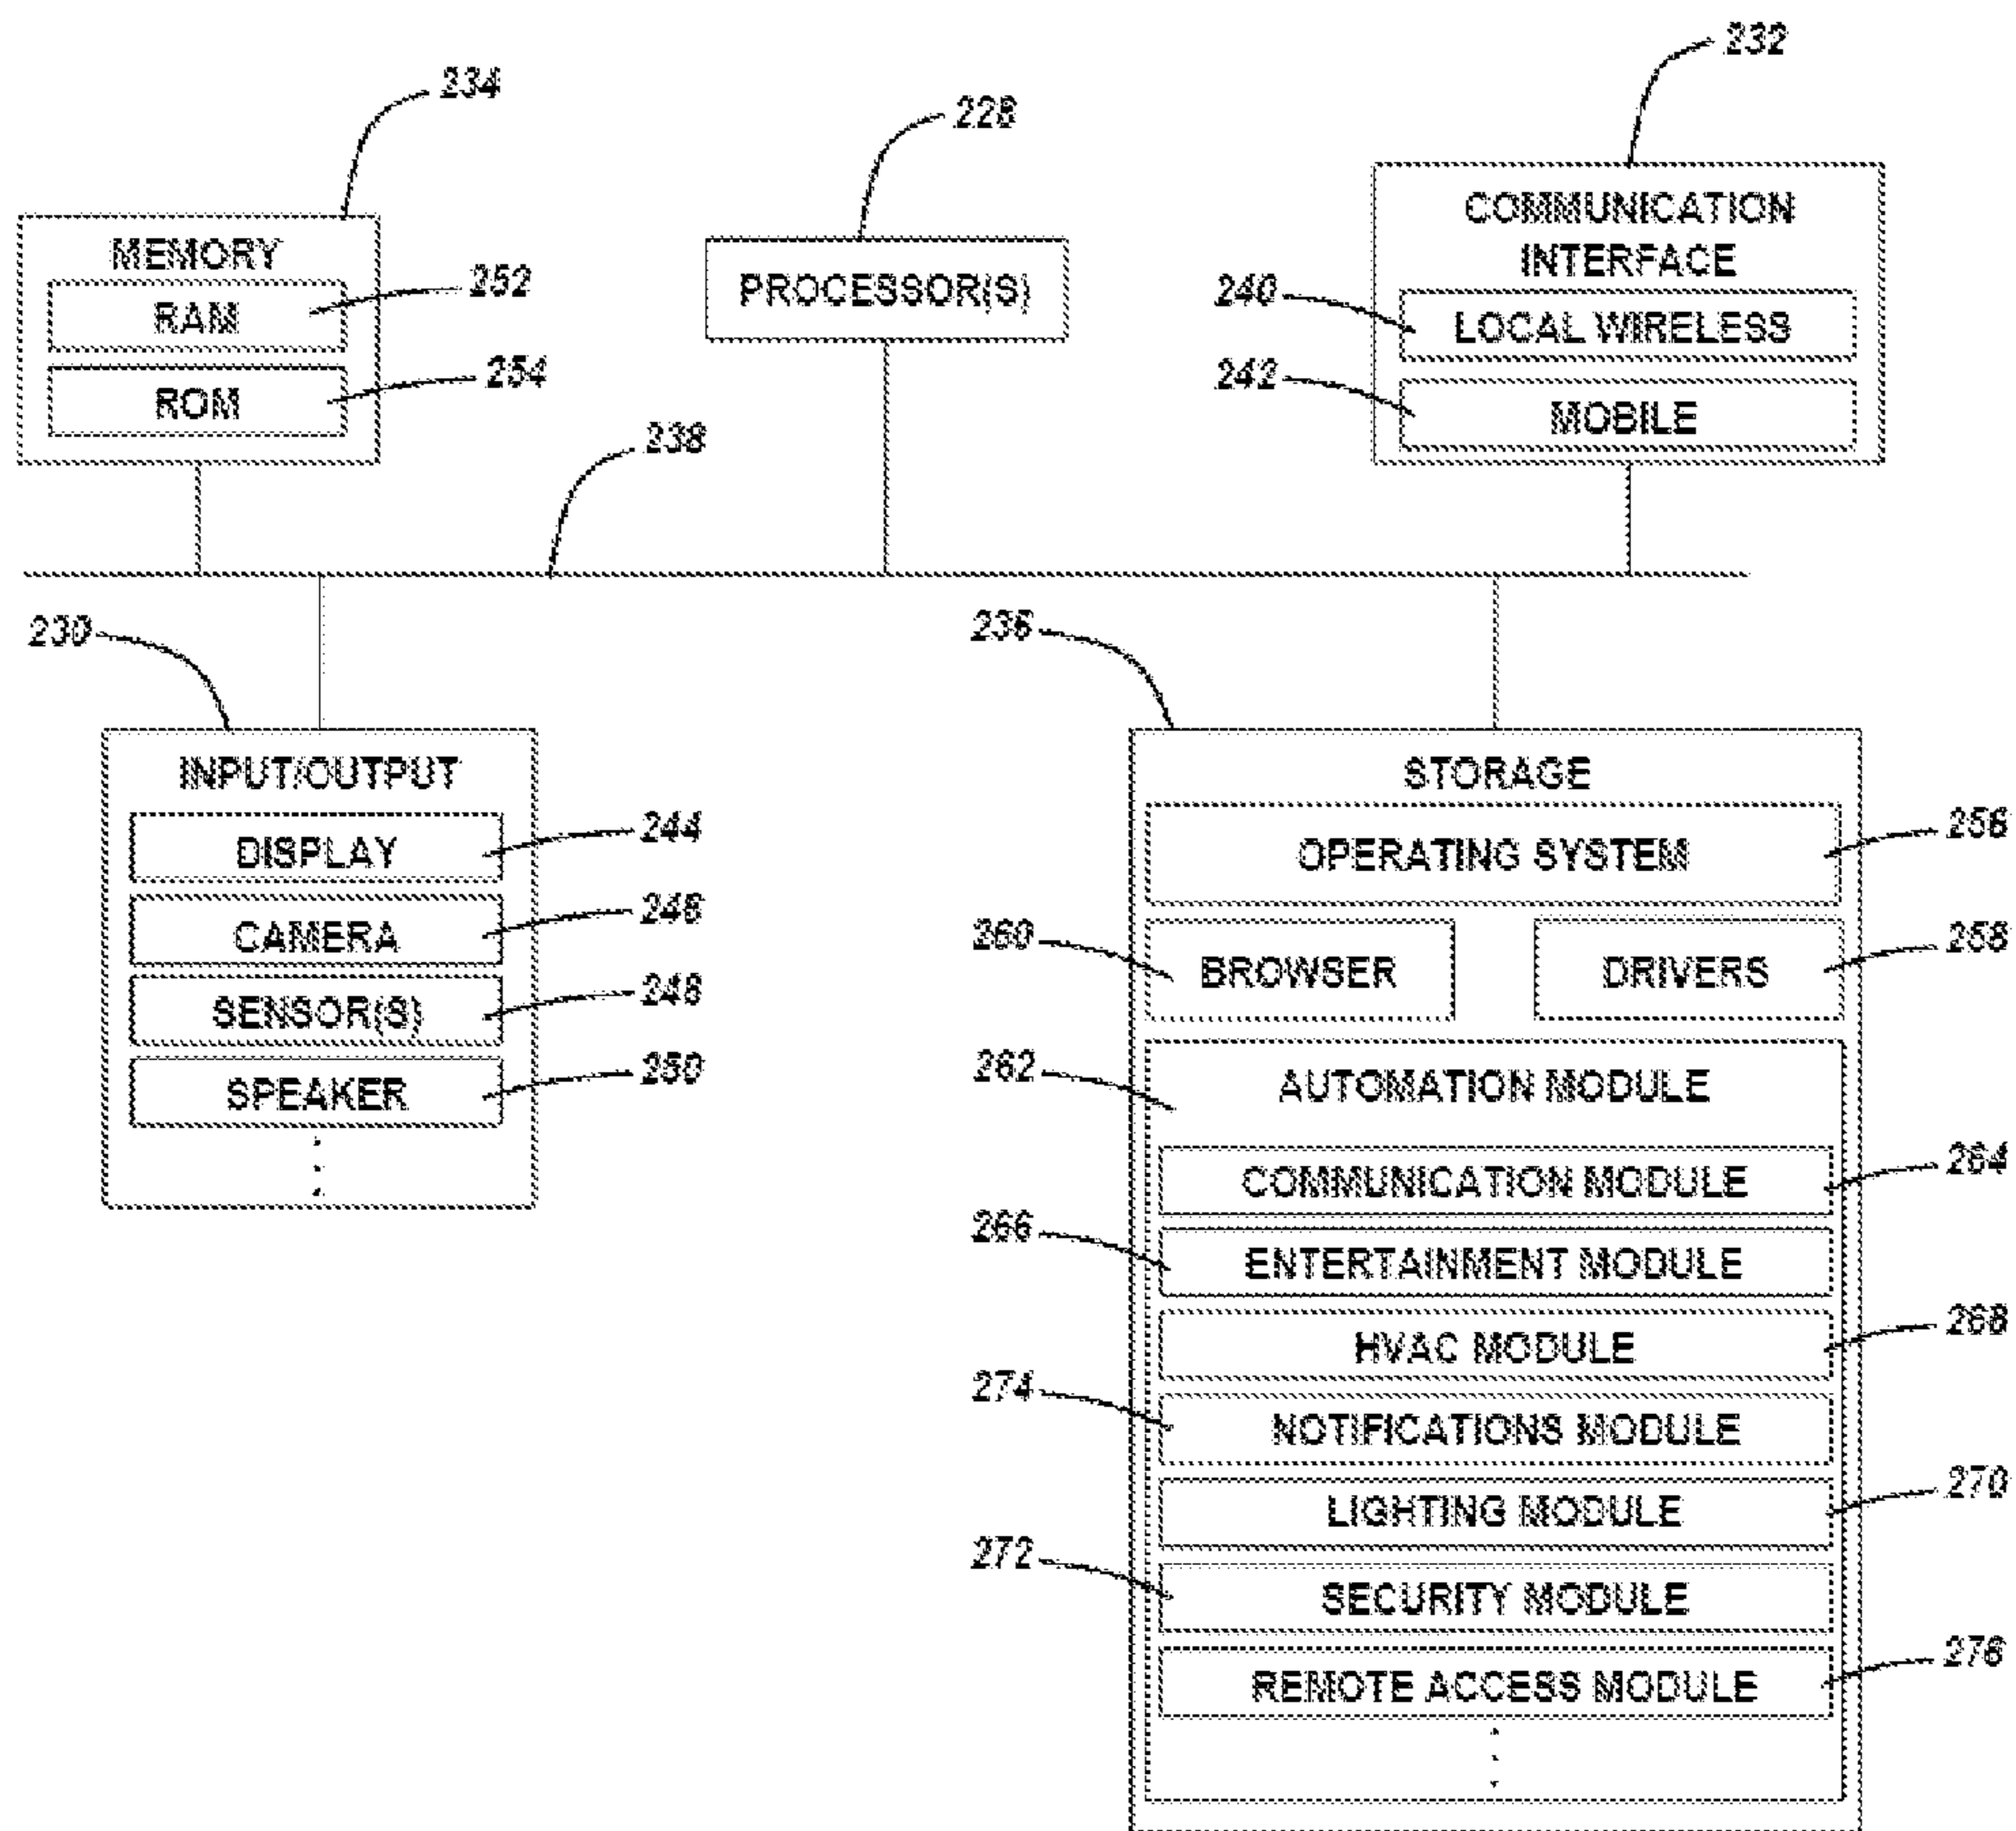 232
234
228
MEMORY
RAM
252
ROM
254
PROCESSOR(S)
COMMUNICATION
INTERFACE
240
LOCAL WIRELESS
242
MOBILE
238
230
INPUT/OUTPUT
DISPLAY
244
CAMERA
246
SENSOR(S)
248
SPEAKER
250
236
STORAGE
OPERATING SYSTEM
256
260
BROWSER
DRIVERS
258
262
AUTOMATION MODULE
COMMUNICATION MODULE
264
266
ENTERTAINMENT MODULE
HVAC MODULE
268
274
NOTIFICATIONS MODULE
LIGHTING MODULE
270
272
SECURITY MODULE
REMOTE ACCESS MODULE
276